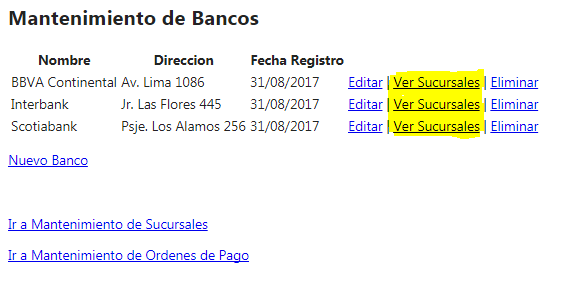 Mantenimiento de Bancos
Nombre Direccion Fecha Registro
BBVA Continental Av. Lima 1086 31/08/2017 Editar | Ver Sucursales | Eliminar
Interbank Jr. Las Flores 445 31/08/2017 Editar | Ver Sucursales | Eliminar
Scotiabank Psje. Los Alamos 256 31/08/2017 Editar | Ver Sucursales | Eliminar
Nuevo Banco
Ir a Mantenimiento de Sucursales
Ir a Mantenimiento de Ordenes de Pago